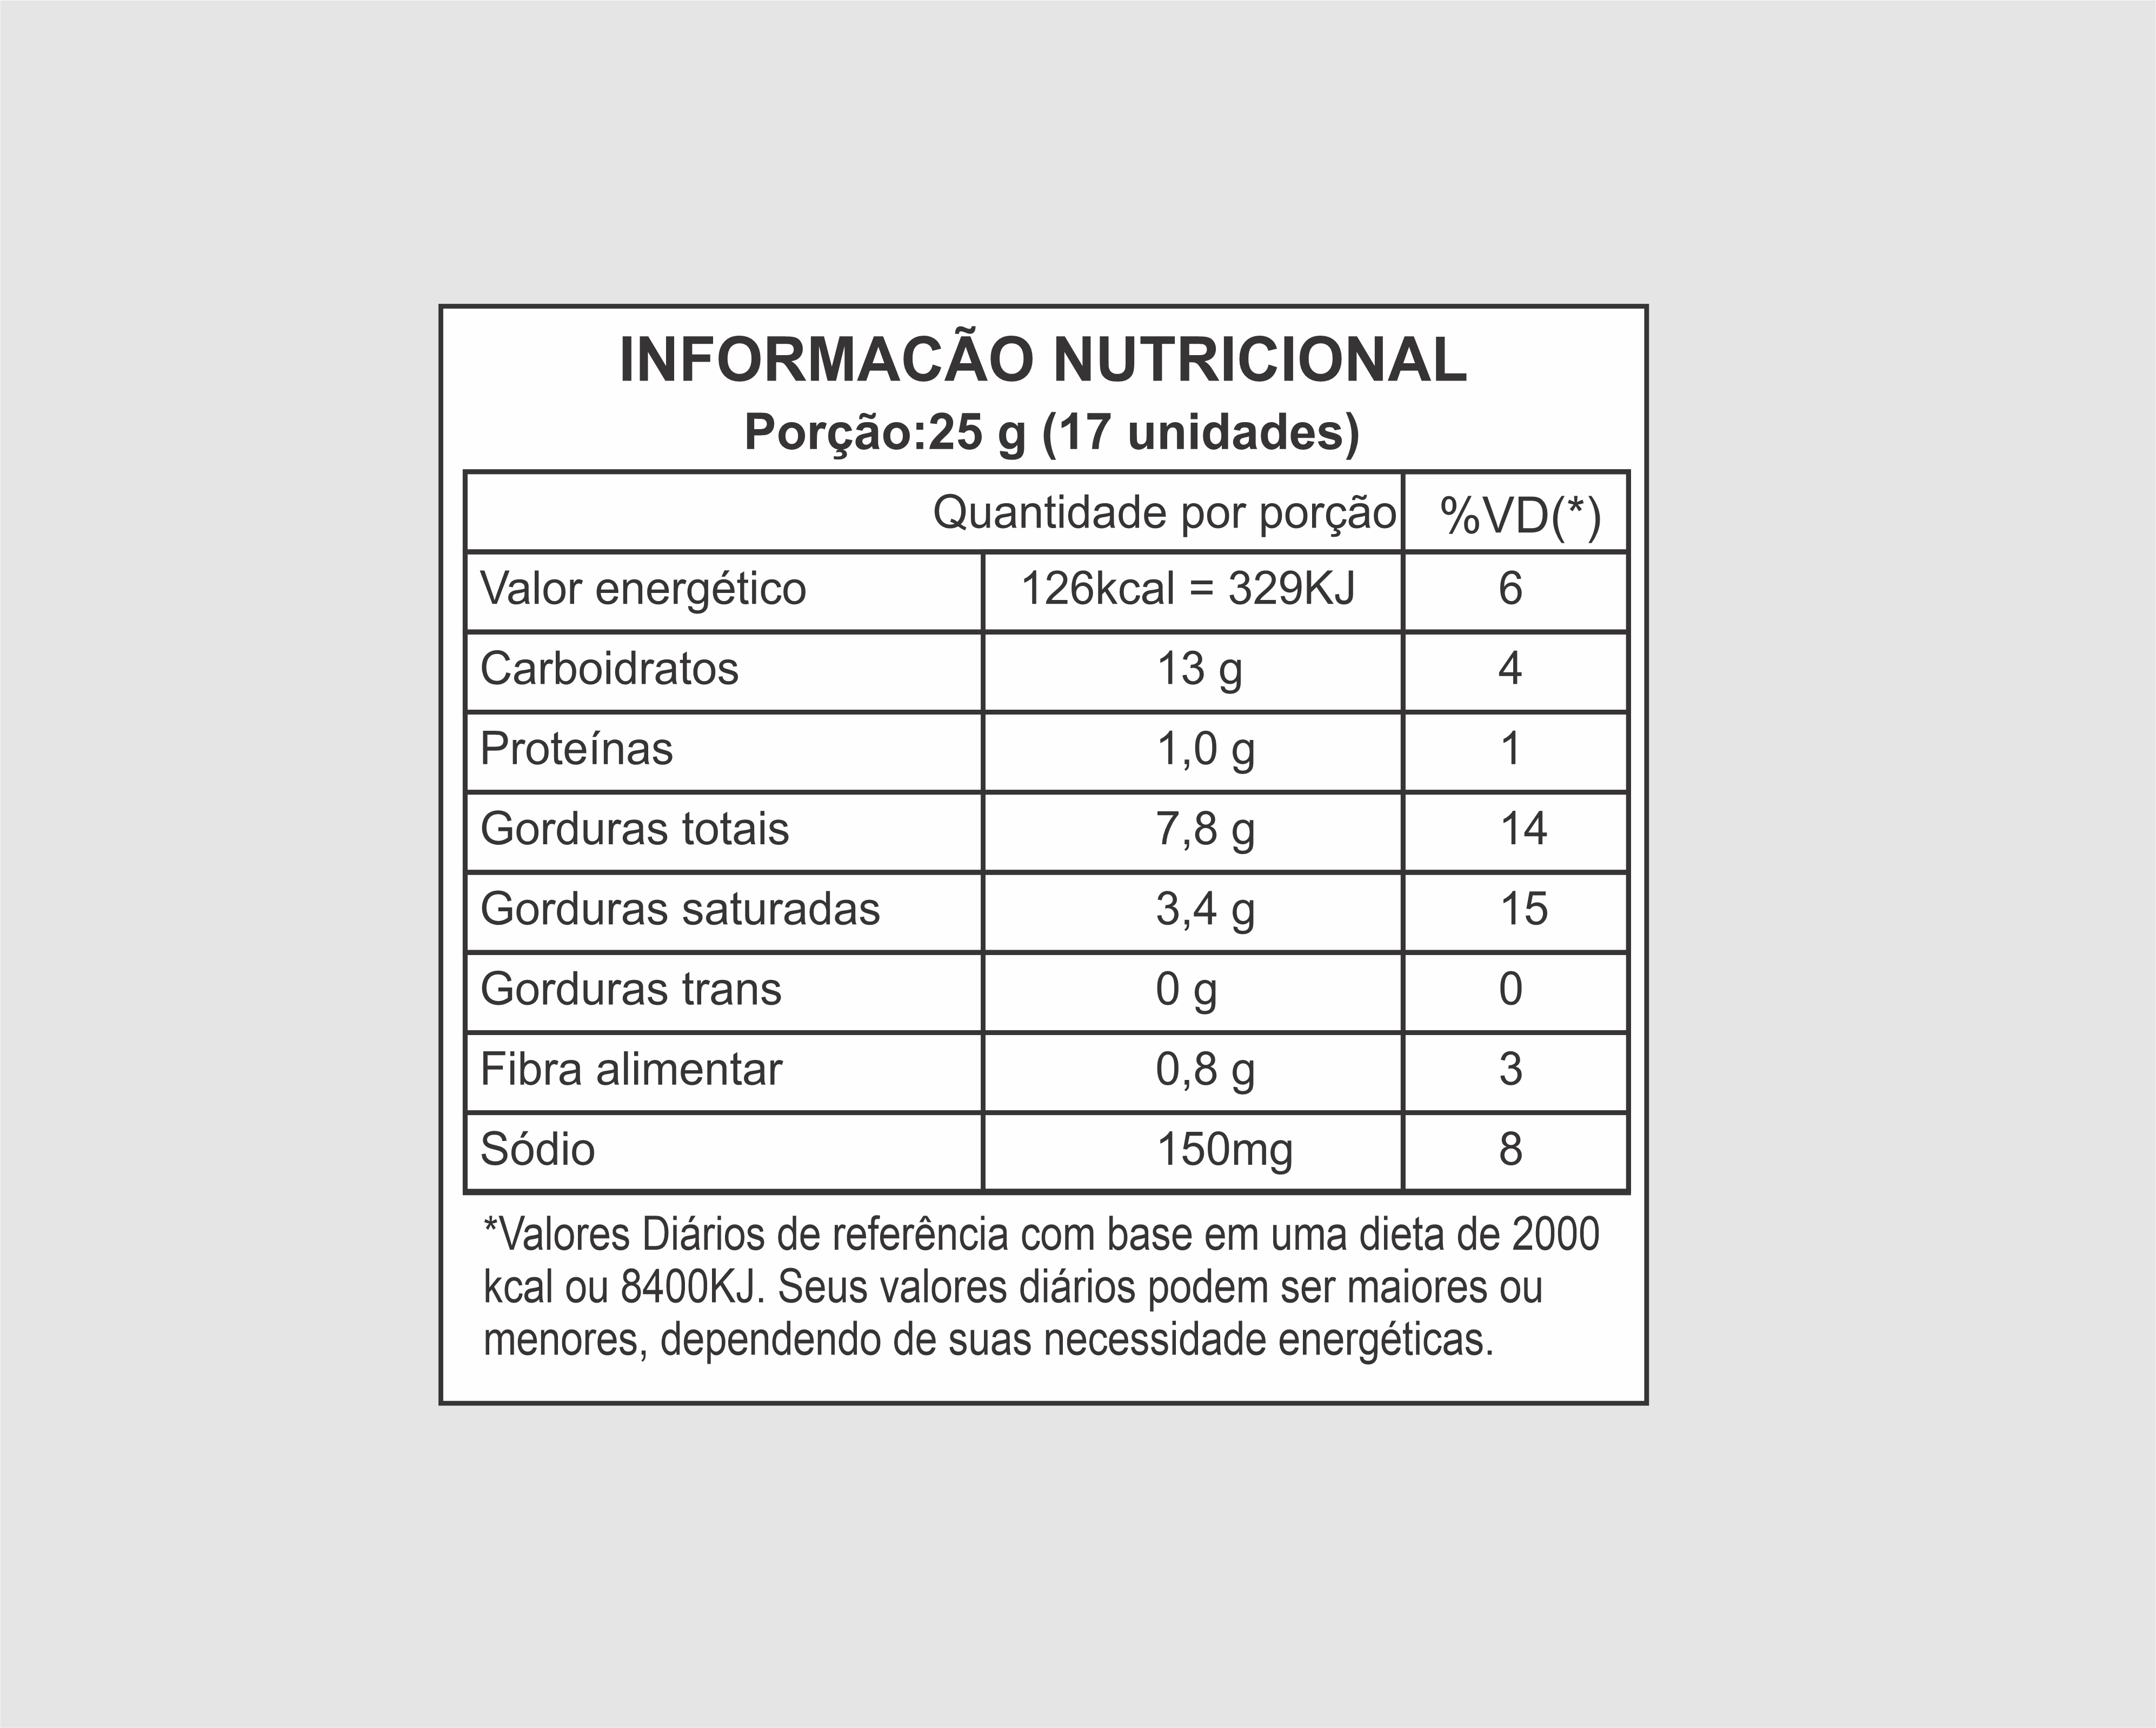 INFORMACÃO NUTRICIONAL
Porção:25 g (17 unidades)
Quantidade por porção %VD(*)
Valor energético 126kcal = 329KJ 6
Carboidratos 13 g 4
Proteínas 1,0 g 1
Gorduras totais 7,8 g 14
Gorduras saturadas 3,4 g 15
Gorduras trans 0 g 0
Fibra alimentar 0,8 g 3
Sódio 150mg 8
*Valores Diários de referência com base em uma dieta de 2000
kcal ou 8400KJ. Seus valores diários podem ser maiores ou
menores, dependendo de suas necessidade energéticas.